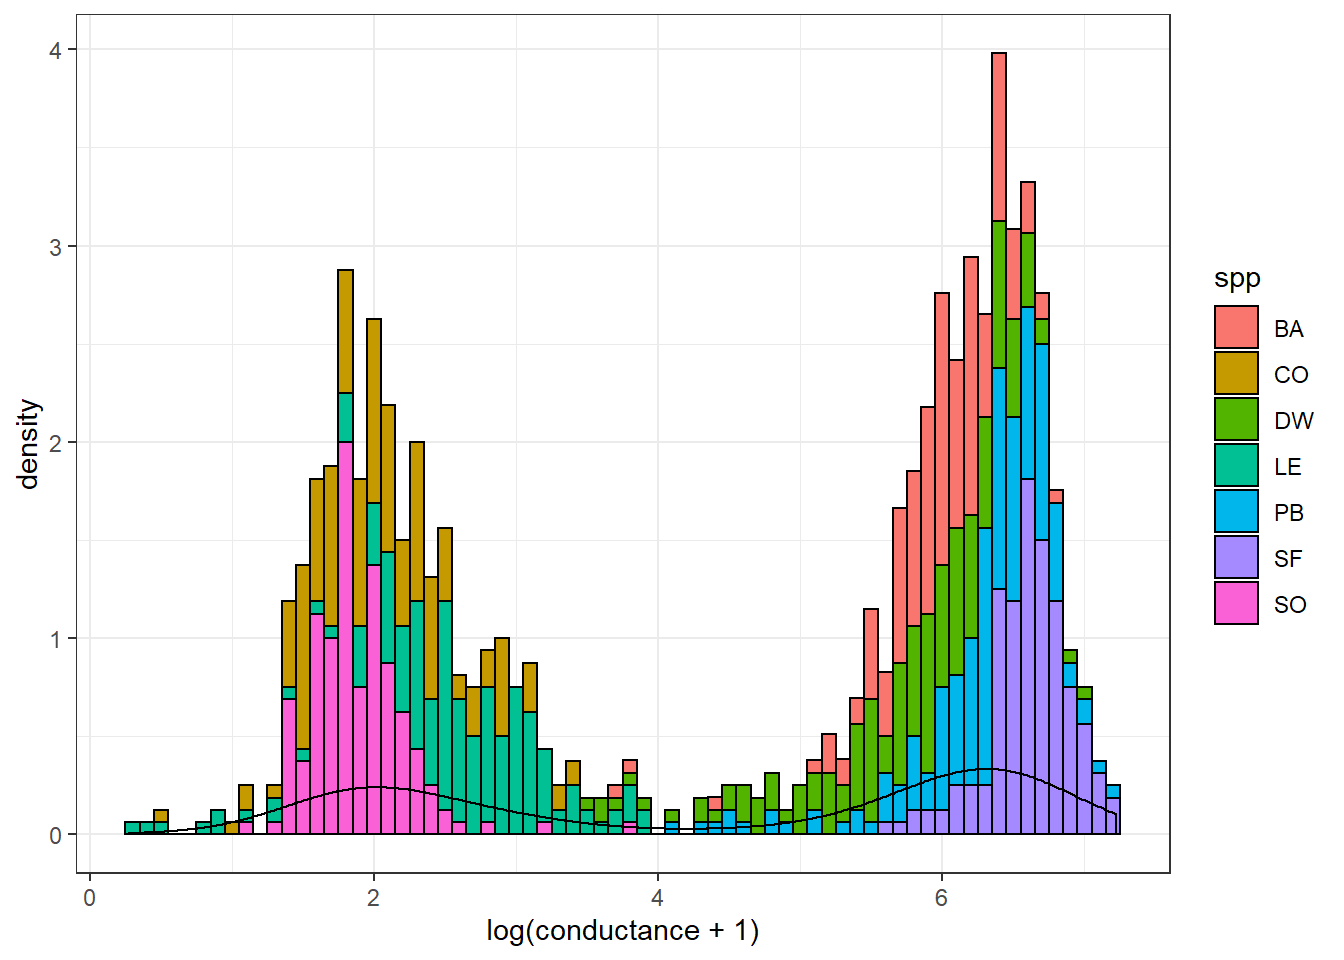 4
3
2
1
0
density
0 2 4 6
log(conductance + 1)
spp
BA
CO
DW
LE
PB
SF
SO